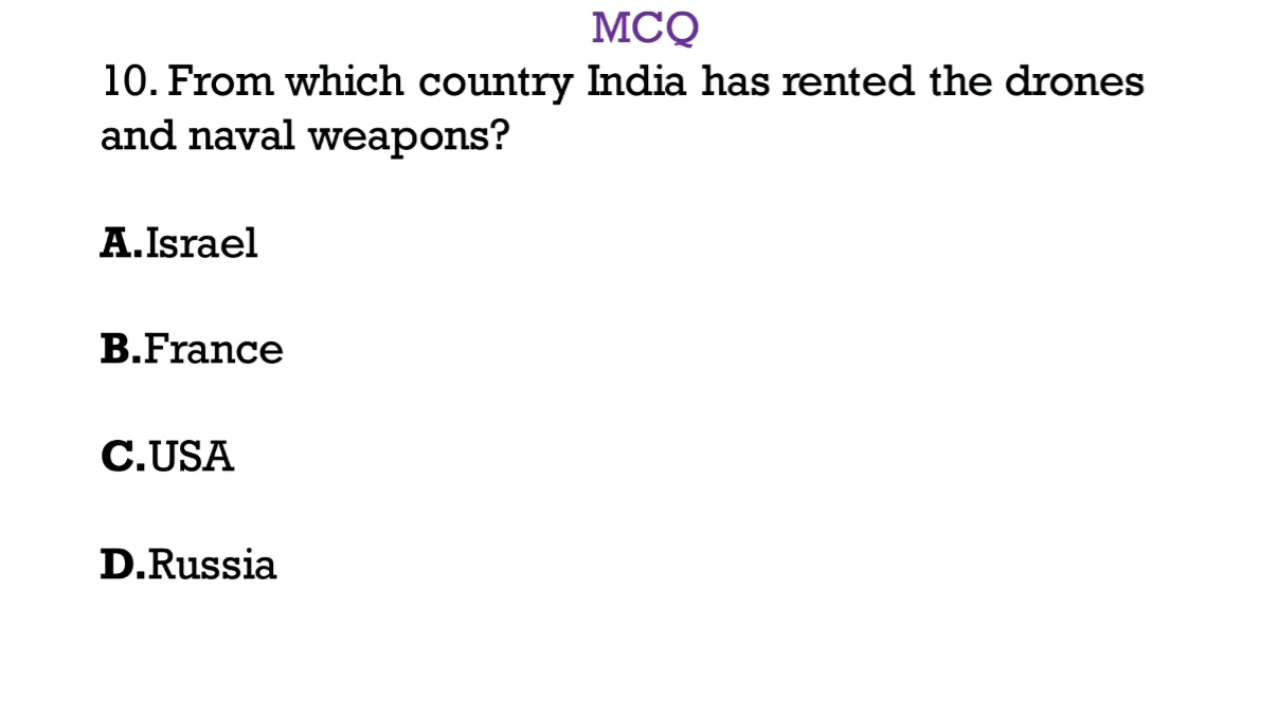 MCQ
10. From which country India has rented the drones
and naval weapons?
A.Israel
B.France
C.USA
D.Russia